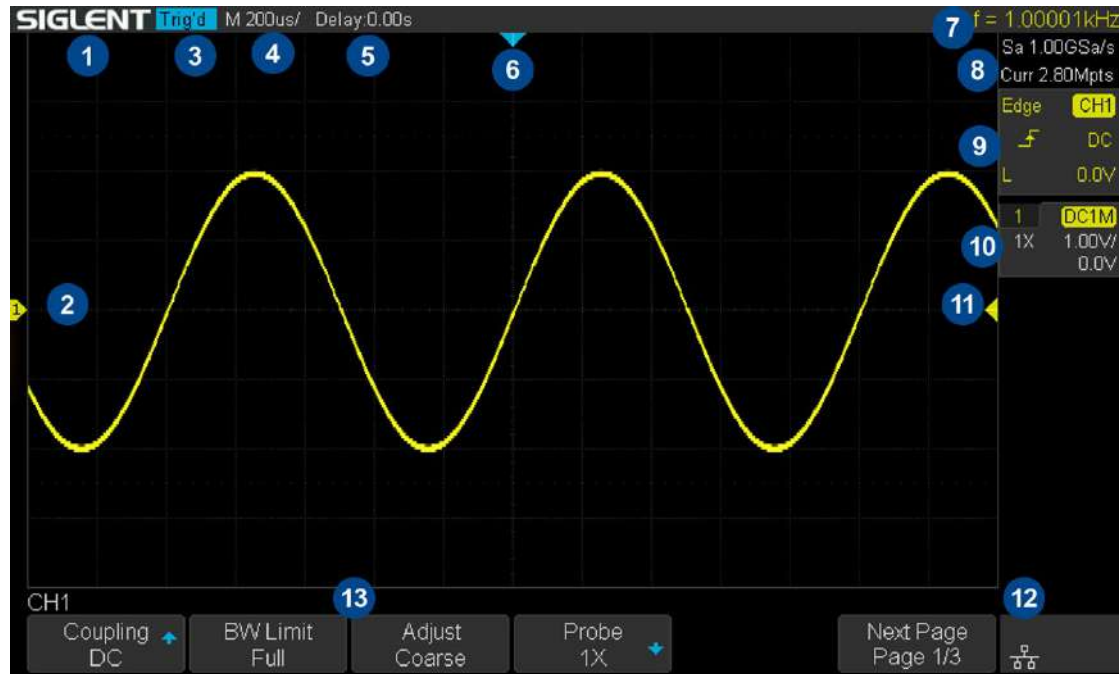 SIGLENT Trig'd M 200us/ Delay:0.00s f = 1.00001kHz
1 3 4 5 6 7
Sa 1.00GSa/s
8
Curr 2.80Mpts
Edge CH1
9 DC
L 0.0V
1 DC1M
10 1X 1.00V/
0.0V
1 2 11
CH1 13 12
Coupling BW Limit Adjust Probe Next Page
DC Full Coarse 1X Page 1/3